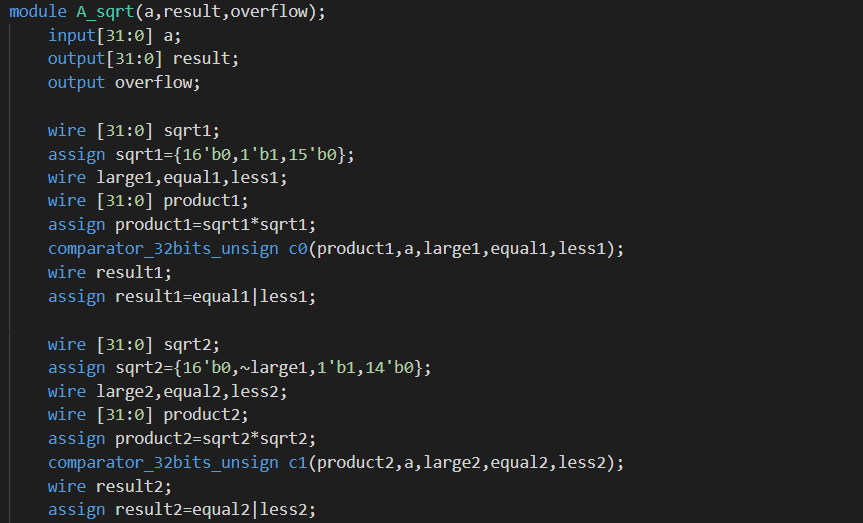 module A_sqrt(a,result,overflow);
    input[31:0] a;
    output[31:0] result;
    output overflow;

    wire [31:0] sqrt1;
    assign sqrt1={16'b0,1'b1,15'b0};
    wire large1,equal1,less1;
    wire [31:0] product1;
    assign product1=sqrt1*sqrt1;
    comparator_32bits_unsign c0(product1,a,large1,equal1,less1);
    wire result1;
    assign result1=equal1|less1;

    wire [31:0] sqrt2;
    assign sqrt2={16'b0,~large1,1'b1,14'b0};
    wire large2,equal2,less2;
    wire [31:0] product2;
    assign product2=sqrt2*sqrt2;
    comparator_32bits_unsign c1(product2,a,large2,equal2,less2);
    wire result2;
    assign result2=equal2|less2;